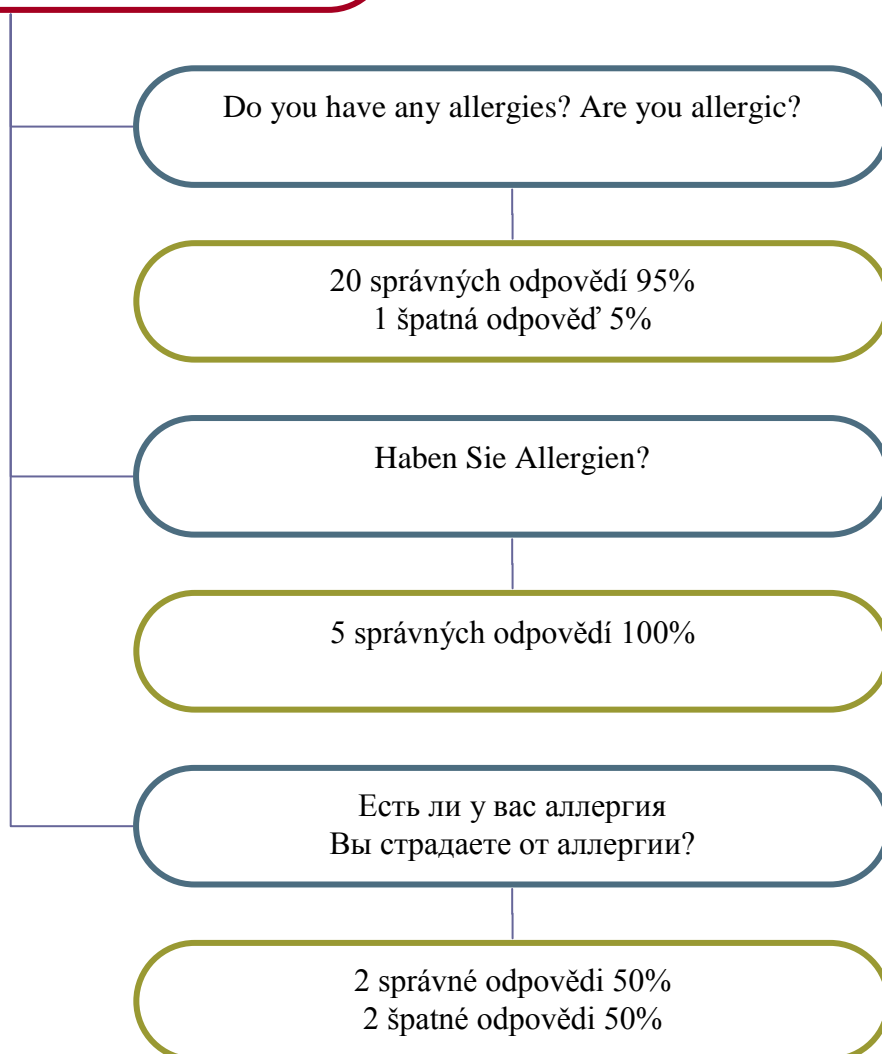 Do you have any allergies? Are you allergic?
20 správných odpovědí 95%
1 špatná odpověď 5%
Haben Sie Allergien?
5 správných odpovědí 100%
Есть ли у вас аллергия
Вы страдаете от аллергии?
2 správné odpovědi 50%
2 špatné odpovědi 50%